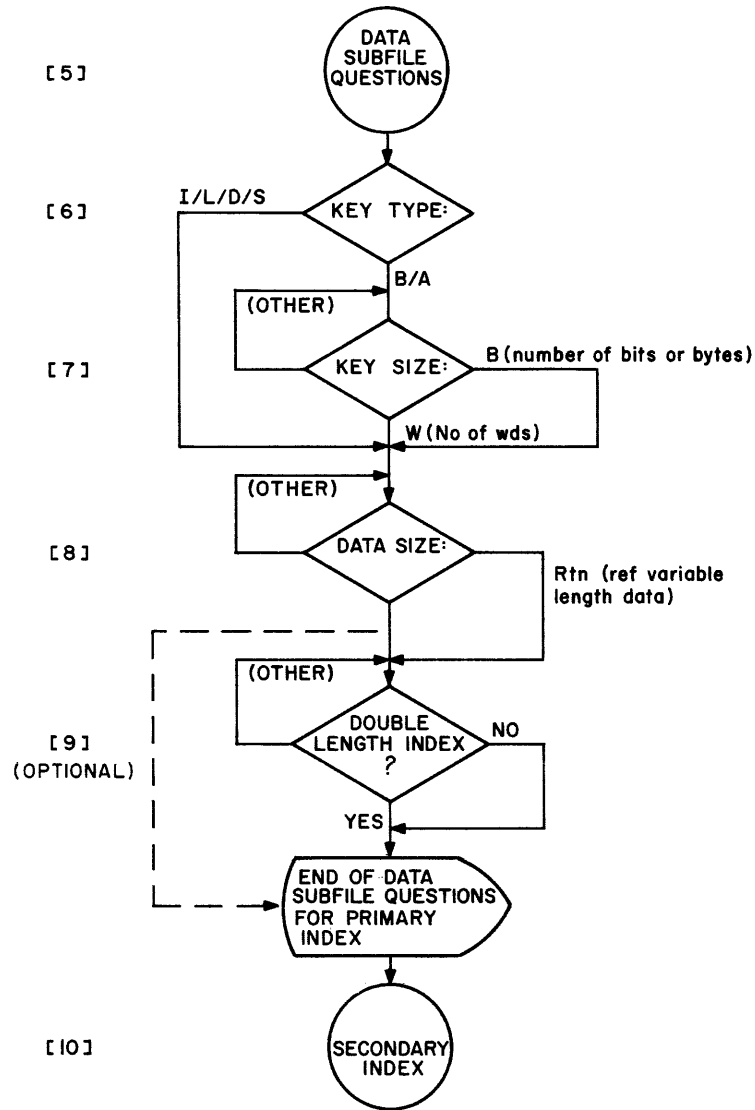 DATA
SUBFILE
QUESTIONS
[5]
I/L/D/S
[6]
KEY TYPE:
B/A
(OTHER)
[7]
KEY SIZE:
B (number of bits or bytes)
W (No of wds)
(OTHER)
[8]
DATA SIZE:
Rtn (ref variable
length data)
(OTHER)
[9]
(OPTIONAL)
DOUBLE
LENGTH INDEX
?
NO
YES
END OF DATA
SUBFILE QUESTIONS
FOR PRIMARY
INDEX
[10]
SECONDARY
INDEX